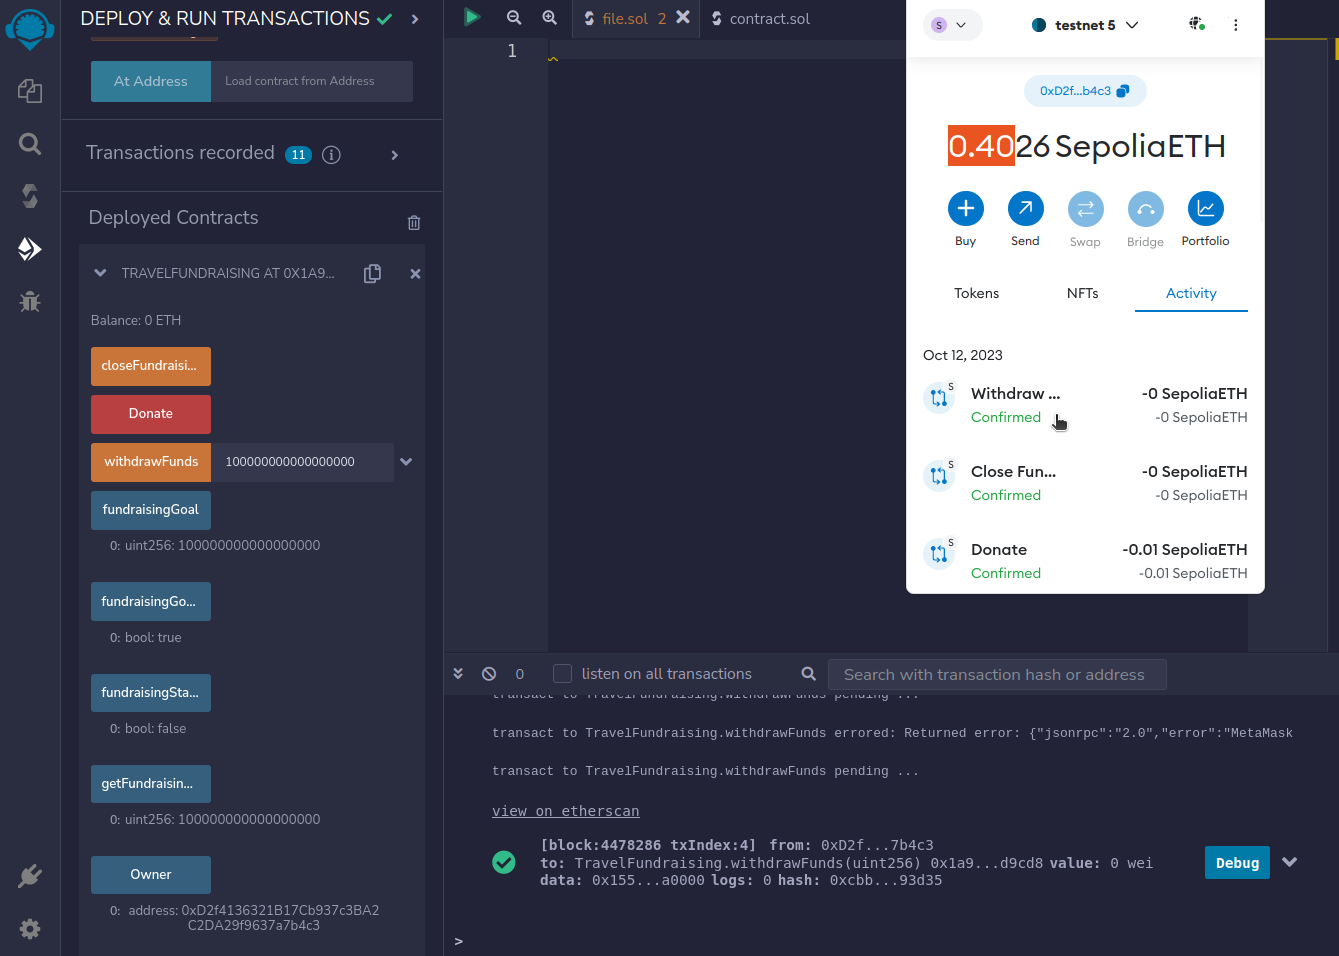 DEPLOY & RUN TRANSACTIONS
At Address
Load contract from Address
Transactions recorded 11
Deployed Contracts
TRAVELFUNDRAISING AT 0X1A9...
Balance: 0 ETH
closeFundraisi...
Donate
withdrawFunds
100000000000000000
fundraisingGoal
0: uint256: 100000000000000000
fundraisingGo...
0: bool: true
fundraisingSta...
0: bool: false
getFundraisin...
0: uint256: 100000000000000000
Owner
0: address: 0xD2f4136321B17Cb937c3BA2
C2DA29f9637a7b4c3
file.sol 2
contract.sol
1
S
testnet 5
0xD2f...b4c3
0.4026 SepoliaETH
Buy
Send
Swap
Bridge
Portfolio
Tokens
NFTs
Activity
Oct 12, 2023
S
Withdraw ...
-0 SepoliaETH
Confirmed
-0 SepoliaETH
S
Close Fun...
-0 SepoliaETH
Confirmed
-0 SepoliaETH
S
Donate
-0.01 SepoliaETH
Confirmed
-0.01 SepoliaETH
0
listen on all transactions
Search with transaction hash or address
transact to TravelFundraising.withdrawFunds pending ...
transact to TravelFundraising.withdrawFunds errored: Returned error: {"jsonrpc":"2.0","error":"MetaMask
transact to TravelFundraising.withdrawFunds pending ...
view on etherscan
[block:4478286 txIndex:4] from: 0xD2f...7b4c3
to: TravelFundraising.withdrawFunds(uint256) 0x1a9...d9cd8 value: 0 wei
data: 0x155...a0000 logs: 0 hash: 0xcbb...93d35
Debug
>